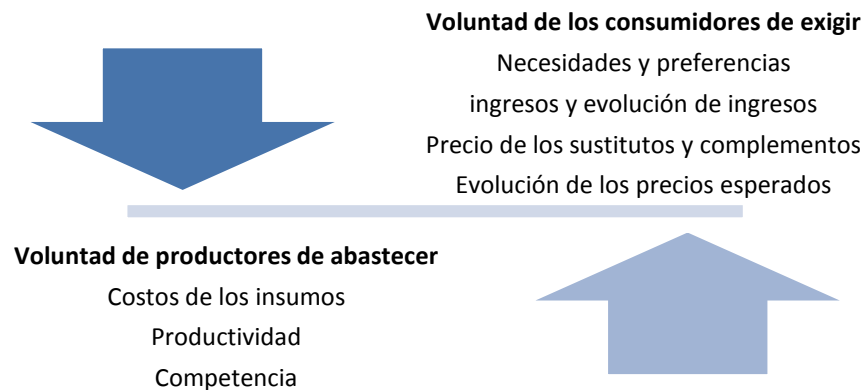 Voluntad de los consumidores de exigir
Necesidades y preferencias
ingresos y evolución de ingresos
Precio de los sustitutos y complementos
Evolución de los precios esperados
Voluntad de productores de abastecer
Costos de los insumos
Productividad
Competencia